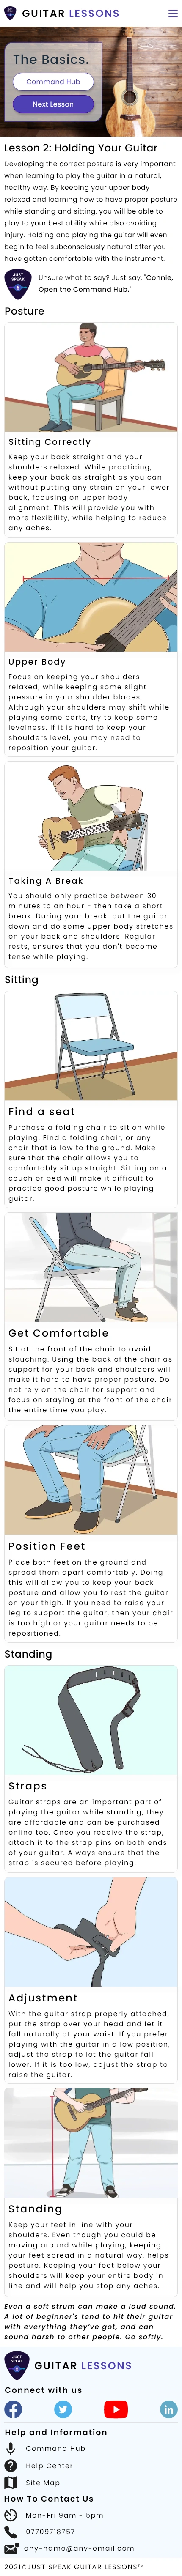 GUITAR LESSONS
The Basics.
Command Hub
Next Lesson
Lesson 2: Holding Your Guitar
Developing the correct posture is very important
when learning to play the guitar in a natural,
healthy way. By keeping your upper body
relaxed and learning how to have proper posture
while standing and sitting, you will be able to
play to your best ability while also avoiding
injury. Holding and playing the guitar will even
begin to feel subconsciously natural after you
have gotten comfortable with the instrument.
JUST
SPEAK
Unsure what to say? Just say, "Connie,
Open the Command Hub."
Posture
Sitting Correctly
Keep your back straight and your
shoulders relaxed. While practicing,
keep your back as straight as you can
without putting any strain on your lower
back, focusing on upper body
alignment. This will provide you with
more flexibility, while helping to reduce
any aches.
Upper Body
Focus on keeping your shoulders
relaxed, while keeping some slight
pressure in your shoulder blades.
Although your shoulders may shift while
playing some parts, try to keep some
levelness. If it is hard to keep your
shoulders level, you may need to
reposition your guitar.
Taking A Break
You should only practice between 30
minutes to an hour - then take a short
break. During your break, put the guitar
down and do some upper body stretches
on your back and shoulders. Regular
rests, ensures that you don't become
tense while playing.
Sitting
Find a seat
Purchase a folding chair to sit on while
playing. Find a folding chair, or any
chair that is low to the ground. Make
sure that the chair allows you to
comfortably sit up straight. Sitting on a
couch or bed will make it difficult to
practice good posture while playing
guitar.
Get Comfortable
Sit at the front of the chair to avoid
slouching. Using the back of the chair as
support for your back and shoulders will
make it hard to have proper posture. Do
not rely on the chair for support and
focus on staying at the front of the chair
the entire time you play.
Position Feet
Place both feet on the ground and
spread them apart comfortably. Doing
this will allow you to keep your back
posture and allow you to rest the guitar
on your thigh. If you need to raise your
leg to support the guitar, then your chair
is too high or your guitar needs to be
repositioned.
Standing
Straps
Guitar straps are an important part of
playing the guitar while standing, they
are affordable and can be purchased
online too. Once you receive the strap,
attach it to the strap pins on both ends
of your guitar. Always ensure that the
strap is secured before playing.
Adjustment
With the guitar strap properly attached,
put the strap over your head and let it
fall naturally at your waist. If you prefer
playing with the guitar in a low position,
adjust the strap to let the guitar fall
lower. If it is too low, adjust the strap to
raise the guitar.
Standing
Keep your feet in line with your
shoulders. Even though you could be
moving around while playing, keeping
your feet spread in a natural way, helps
posture. Keeping your feet below your
shoulders will keep your entire body in
line and will help you stop any aches.
Even a soft strum can make a loud sound.
A lot of beginner's tend to hit their guitar
with everything they've got, and can
sound harsh to other people. Go softly.
JUST
SPEAK
GUITAR LESSONS
Connect with us
Help and Information
Command Hub
Help Center
Site Map
How To Contact Us
Mon-Fri 9am - 5pm
07709718757
any-name@any-email.com
2021©JUST SPEAK GUITAR LESSONS™